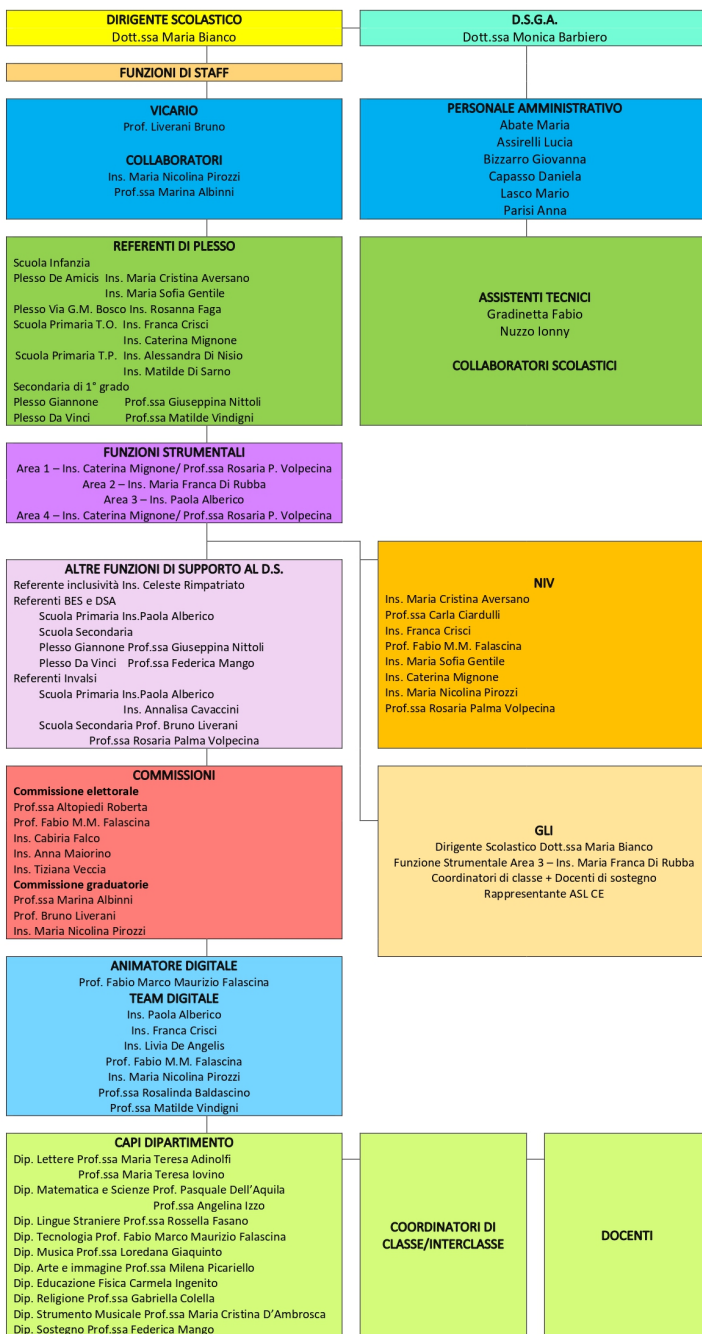 DIRIGENTE SCOLASTICO
Dott.ssa Maria Bianco
D.S.G.A.
Dott.ssa Monica Barbiero
FUNZIONI DI STAFF
VICARIO
Prof. Liverani Bruno
COLLABORATORI
Ins. Maria Nicolina Pirozzi
Prof.ssa Marina Albinni
PERSONALE AMMINISTRATIVO
Abate Maria
Assirelli Lucia
Bizzarro Giovanna
Capasso Daniela
Lasco Mario
Parisi Anna
REFERENTI DI PLESSO
Scuola Infanzia
Plesso De Amicis Ins. Maria Cristina Aversano
Ins. Maria Sofia Gentile
Plesso Via G.M. Bosco Ins. Rosanna Faga
Scuola Primaria T.O. Ins. Franca Crisci
Ins. Caterina Mignone
Scuola Primaria T.P. Ins. Alessandra Di Nisio
Ins. Matilde Di Sarno
Secondaria di 1° grado
Plesso Giannone Prof.ssa Giuseppina Nittoli
Plesso Da Vinci Prof.ssa Matilde Vindigni
ASSISTENTI TECNICI
Gradinetta Fabio
Nuzzo Ionny
COLLABORATORI SCOLASTICI
FUNZIONI STRUMENTALI
Area 1 – Ins. Caterina Mignone/ Prof.ssa Rosaria P. Volpecina
Area 2 – Ins. Maria Franca Di Rubba
Area 3 – Ins. Paola Alberico
Area 4 – Ins. Caterina Mignone/ Prof.ssa Rosaria P. Volpecina
ALTRE FUNZIONI DI SUPPORTO AL D.S.
Referente inclusività Ins. Celeste Rimpatriato
Referenti BES e DSA
Scuola Primaria Ins.Paola Alberico
Scuola Secondaria
Plesso Giannone Prof.ssa Giuseppina Nittoli
Plesso Da Vinci Prof.ssa Federica Mango
Referenti Invalsi
Scuola Primaria Ins.Paola Alberico
Ins. Annalisa Cavaccini
Scuola Secondaria Prof. Bruno Liverani
Prof.ssa Rosaria Palma Volpecina
NIV
Ins. Maria Cristina Aversano
Prof.ssa Carla Ciardulli
Ins. Franca Crisci
Prof. Fabio M.M. Falascina
Ins. Maria Sofia Gentile
Ins. Caterina Mignone
Ins. Maria Nicolina Pirozzi
Prof.ssa Rosaria Palma Volpecina
COMMISSIONI
Commissione elettorale
Prof.ssa Altopiedi Roberta
Prof. Fabio M.M. Falascina
Ins. Cabiria Falco
Ins. Anna Maiorino
Ins. Tiziana Veccia
Commissione graduatorie
Prof.ssa Marina Albinni
Prof. Bruno Liverani
Ins. Maria Nicolina Pirozzi
GLI
Dirigente Scolastico Dott.ssa Maria Bianco
Funzione Strumentale Area 3 – Ins. Maria Franca Di Rubba
Coordinatori di classe + Docenti di sostegno
Rappresentante ASL CE
ANIMATORE DIGITALE
Prof. Fabio Marco Maurizio Falascina
TEAM DIGITALE
Ins. Paola Alberico
Ins. Franca Crisci
Ins. Livia De Angelis
Prof. Fabio M.M. Falascina
Ins. Maria Nicolina Pirozzi
Prof.ssa Rosalinda Baldascino
Prof.ssa Matilde Vindigni
CAPI DIPARTIMENTO
Dip. Lettere Prof.ssa Maria Teresa Adinolfi
Prof.ssa Maria Teresa Iovino
Dip. Matematica e Scienze Prof. Pasquale Dell’Aquila
Prof.ssa Angelina Izzo
Dip. Lingue Straniere Prof.ssa Rossella Fasano
Dip. Tecnologia Prof. Fabio Marco Maurizio Falascina
Dip. Musica Prof.ssa Loredana Giaquinto
Dip. Arte e immagine Prof.ssa Milena Picariello
Dip. Educazione Fisica Carmela Ingenito
Dip. Religione Prof.ssa Gabriella Colella
Dip. Strumento Musicale Prof.ssa Maria Cristina D’Ambrosca
Dip. Sostegno Prof.ssa Federica Mango
COORDINATORI DI
CLASSE/INTERCLASSE
DOCENTI